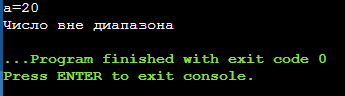 a=20
Число вне диапазона
...Program finished with exit code 0
Press ENTER to exit console.